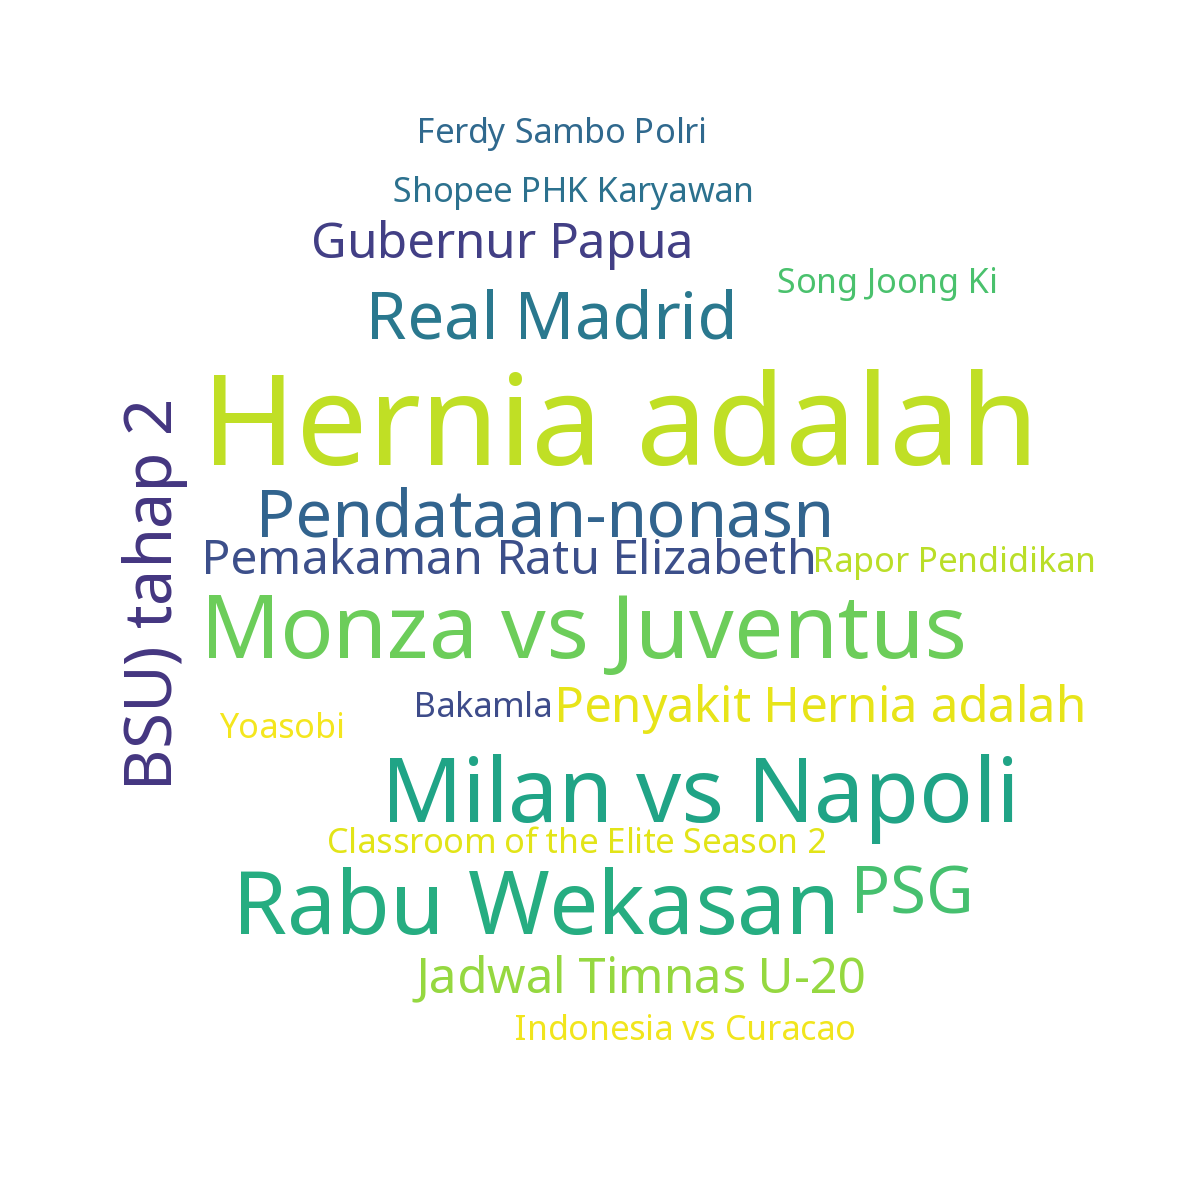 Ferdy Sambo Polri
Shopee PHK Karyawan
Gubernur Papua
Song Joong Ki
Real Madrid
Hernia adalah
BSU) tahap 2
Pendataan-nonasn
Pemakaman Ratu Elizabeth
Rapor Pendidikan
Monza vs Juventus
Bakamla
Penyakit Hernia adalah
Yoasobi
Milan vs Napoli
Classroom of the Elite Season 2
Rabu Wekasan
PSG
Jadwal Timnas U-20
Indonesia vs Curacao